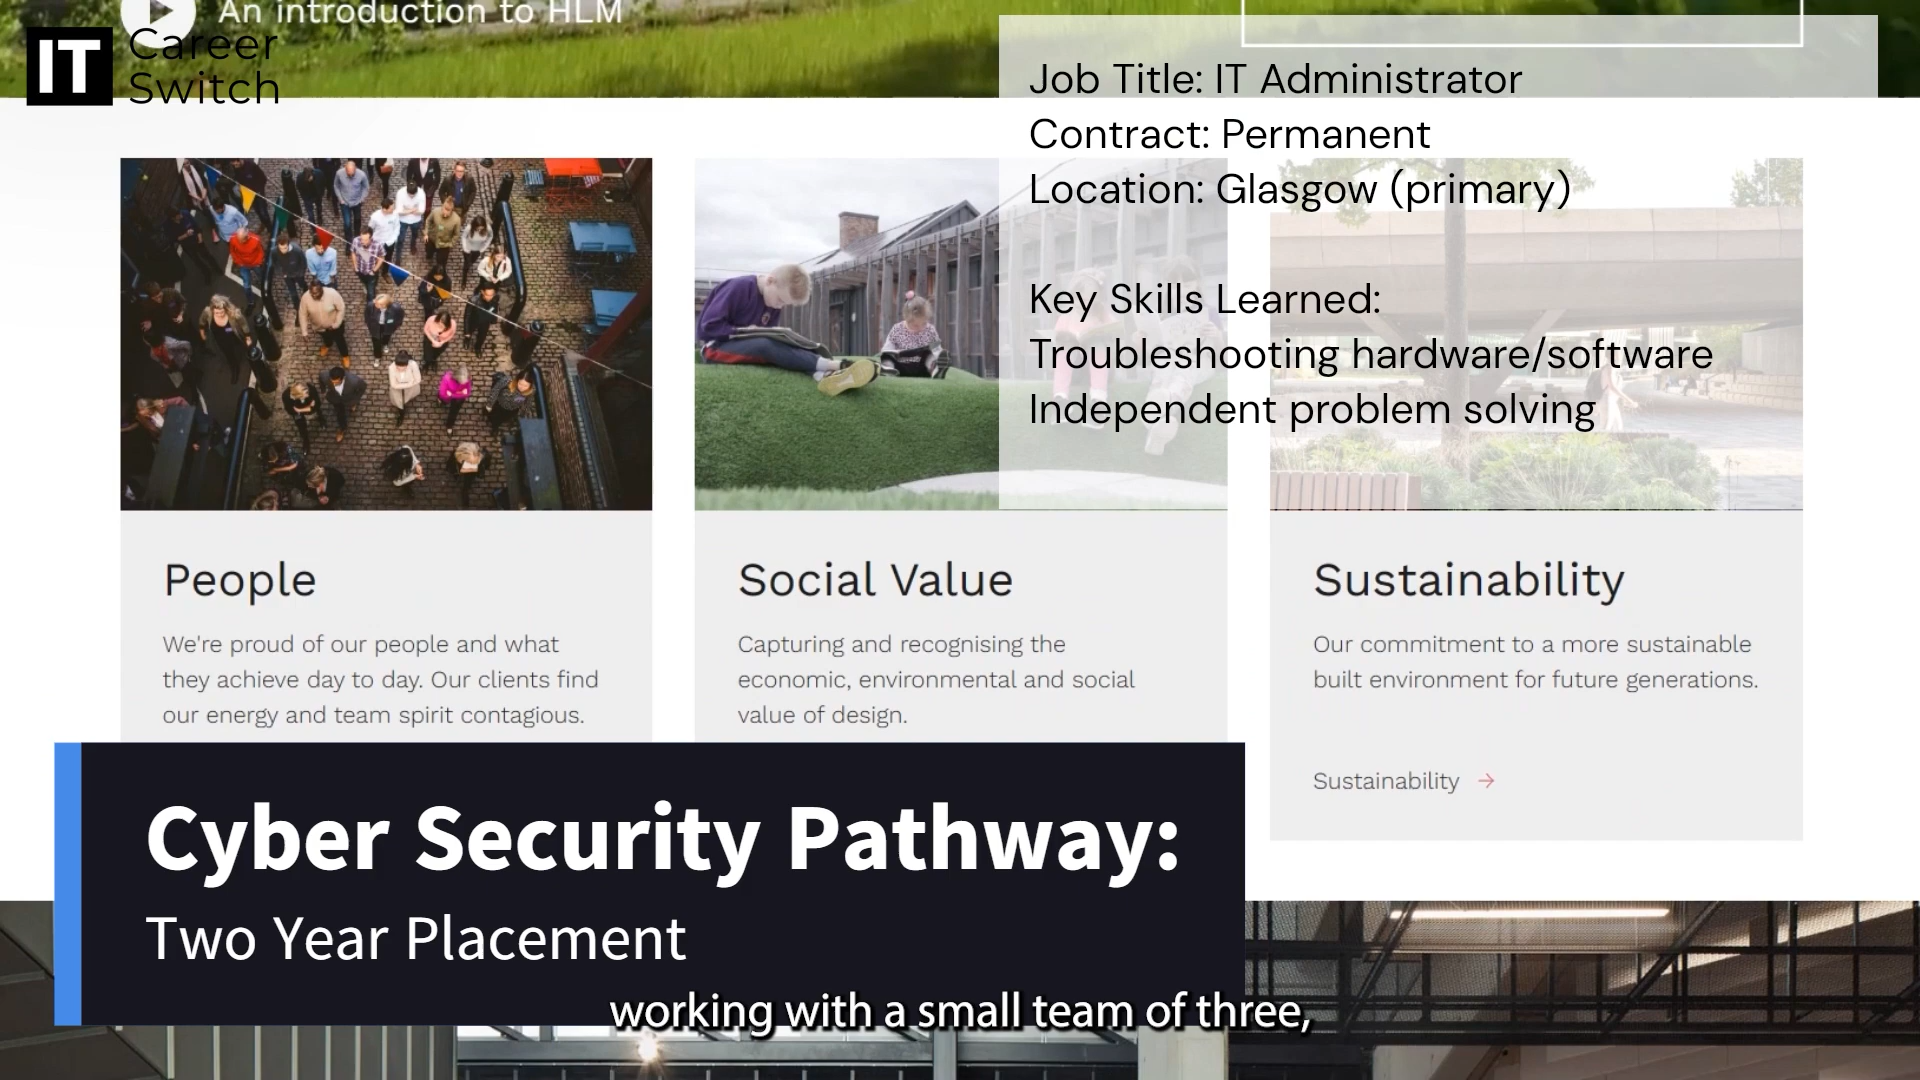 An introduction to HLM
IT Career
Switch
Job Title: IT Administrator
Contract: Permanent
Location: Glasgow (primary)
Key Skills Learned:
Troubleshooting hardware/software
Independent problem solving
People
We're proud of our people and what
they achieve day to day. Our clients find
our energy and team spirit contagious.
Social Value
Capturing and recognising the
economic, environmental and social
value of design.
Sustainability
Our commitment to a more sustainable
built environment for future generations.
Sustainability →
Cyber Security Pathway:
Two Year Placement
working with a small team of three,